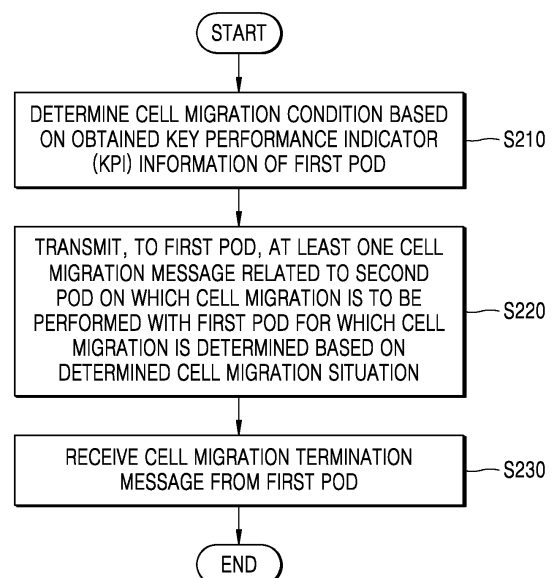 START
DETERMINE CELL MIGRATION CONDITION BASED
ON OBTAINED KEY PERFORMANCE INDICATOR
(KPI) INFORMATION OF FIRST POD
S210
TRANSMIT, TO FIRST POD, AT LEAST ONE CELL
MIGRATION MESSAGE RELATED TO SECOND
POD ON WHICH CELL MIGRATION IS TO BE
PERFORMED WITH FIRST POD FOR WHICH CELL
MIGRATION IS DETERMINED BASED ON
DETERMINED CELL MIGRATION SITUATION
S220
RECEIVE CELL MIGRATION TERMINATION
MESSAGE FROM FIRST POD
S230
END